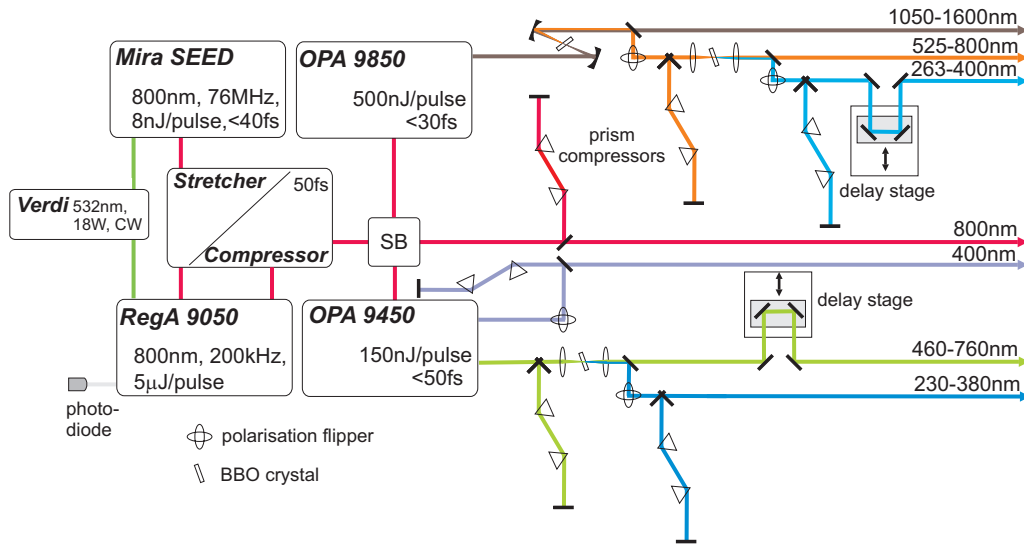 Mira SEED
800nm, 76MHz,
8nJ/pulse,<40fs
OPA 9850
500nJ/pulse
<30fs
1050-1600nm
525-800nm
263-400nm
prism
compressors
delay stage
Stretcher
50fs
Compressor
Verdi 532nm,
18W, CW
SB
800nm
400nm
delay stage
RegA 9050
800nm, 200kHz,
5µJ/pulse
OPA 9450
150nJ/pulse
<50fs
460-760nm
230-380nm
photo-
diode
polarisation flipper
BBO crystal